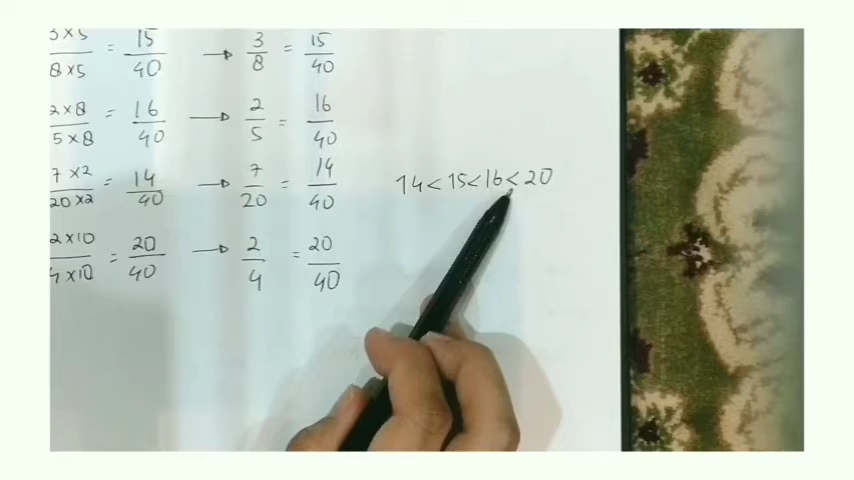 3×5/8×5 = 15/40 → 3/8 = 15/40
2×8/5×8 = 16/40 → 2/5 = 16/40
7×2/20×2 = 14/40 → 7/20 = 14/40
14<15<16<20
2×10/4×10 = 20/40 → 2/4 = 20/40